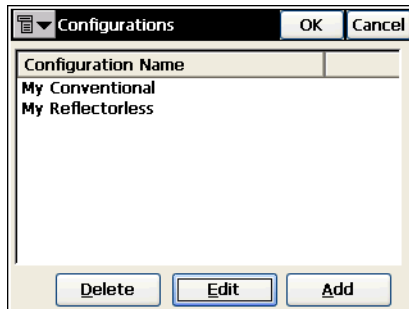 Configurations OK Cancel
Configuration Name
My Conventional
My Reflectorless
Delete Edit Add